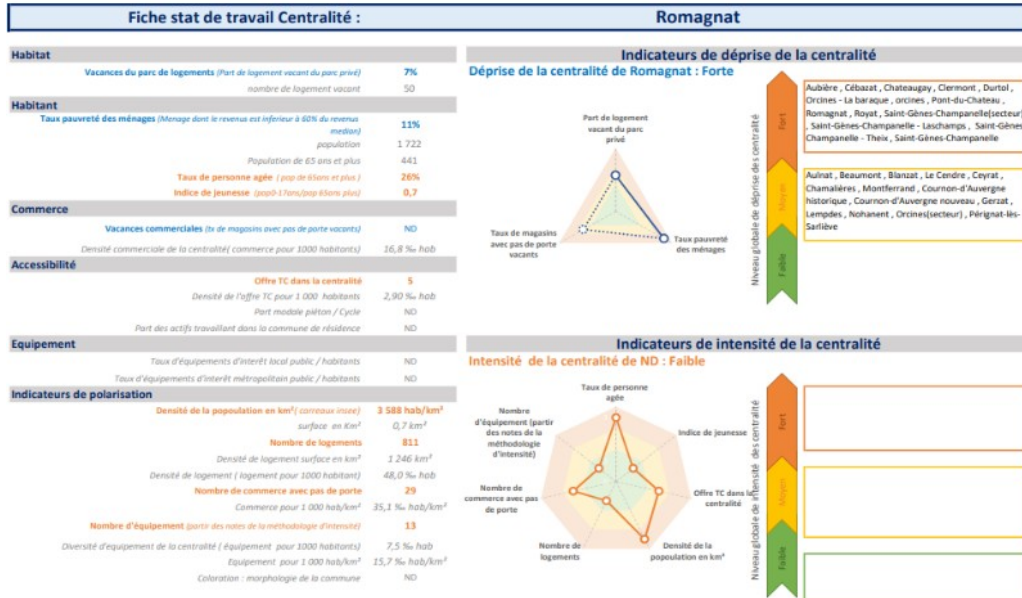 Fiche stat de travail Centralité :
Romagnat
Habitat
Vacances du parc de logements (Part de logement vacant du parc privé) 7%
nombre de logement vacant 50
Habitant
Taux pauvreté des ménages (Menage dont le revenus est inferieur à 60% du revenus
median) 11%
population 1 722
Population de 65 ans et plus 441
Taux de personne agée ( pop de 65ans et plus ) 26%
Indice de jeunesse (pop0-17ans/pop 65ans plus) 0,7
Commerce
Vacances commerciales (tx de magasins avec pas de porte vacants) ND
Densité commerciale de la centralité( commerce pour 1000 habitants) 16,8 ‰ hab
Accessibilité
Offre TC dans la centralité 5
Densité de l'offre TC pour 1 000 habitants 2,90 ‰ hab
Part modale piéton / Cycle ND
Part des actifs travaillant dans la commune de résidence ND
Equipement
Taux d'équipements d'interêt local public / habitants ND
Taux d'équipements d'interêt métropolitain public / habitants ND
Indicateurs de polarisation
Densité de la popoulation en km² ( carreaux insee) 3 588 hab/km²
surface en Km² 0,7 km²
Nombre de logements 811
Densité de logement surface en km² 1 246 km²
Densité de logement ( logement pour 1000 habitant) 48,0 ‰ hab
Nombre de commerce avec pas de porte 29
Commerce pour 1 000 hab/km² 35,1 ‰ hab/km²
Nombre d'équipement (partir des notes de la méthodologie d'intensité) 13
Diversité d'equipement de la centralité ( équipement pour 1000 habitants) 7,5 ‰ hab
Equipement pour 1 000 hab/km² 15,7 ‰ hab/km²
Coloration : morphologie de la commune ND
Indicateurs de déprise de la centralité
Déprise de la centralité de Romagnat : Forte
Part de logement
vacant du parc
privé
Taux de magasins
avec pas de porte
vacants
Taux pauvreté
des ménages
Niveau globale de déprise des centralité
Fort
Moyen
Faible
Aubière , Cébazat , Chateaugay , Clermont , Durtol ,
Orcines - La baraque , orcines , Pont-du-Chateau ,
Romagnat , Royat , Saint-Gènes-Champanelle(secteur)
, Saint-Gènes-Champanelle - Laschamps , Saint-Gènes
Champanelle - Theix , Saint-Gènes-Champanelle
Aulnat , Beaumont , Blanzat , Le Cendre , Ceyrat ,
Chamalières , Montferrand , Cournon-d'Auvergne
historique , Cournon-d'Auvergne nouveau , Gerzat ,
Lempdes , Nohanent , Orcines(secteur) , Pérignat-lès-
Sarliève
Indicateurs de intensité de la centralité
Intensité de la centralité de ND : Faible
Taux de personne
agée
Nombre
d'équipement (partir
des notes de la
méthodologie
d'intensité)
Indice de jeunesse
Nombre de
commerce avec pas
de porte
Offre TC dans la
centralité
Nombre de
logements
Densité de la
popoulation en km²
Niveau globale de intensité des centralité
Fort
Moyen
Faible